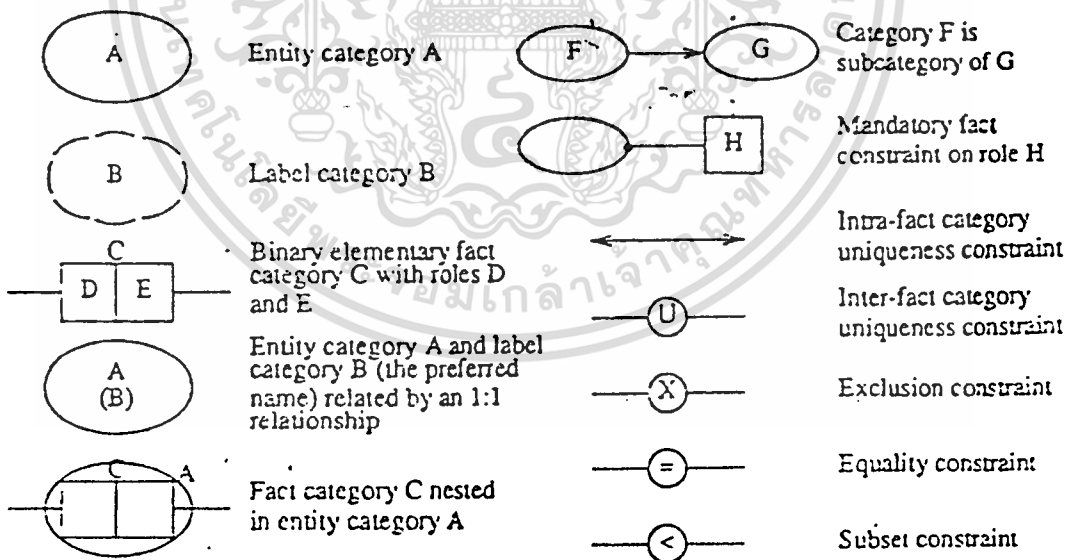 A
Entity category A
B
Label category B
C
D E
Binary elementary fact
category C with roles D
and E
A
(B)
Entity category A and label
category B (the preferred
name) related by an 1:1
relationship
C A
Fact category C nested
in entity category A
F G
Category F is
subcategory of G
H
Mandatory fact
constraint on role H
Intra-fact category
uniqueness constraint
U
Inter-fact category
uniqueness constraint
X
Exclusion constraint
=
Equality constraint
<
Subset constraint